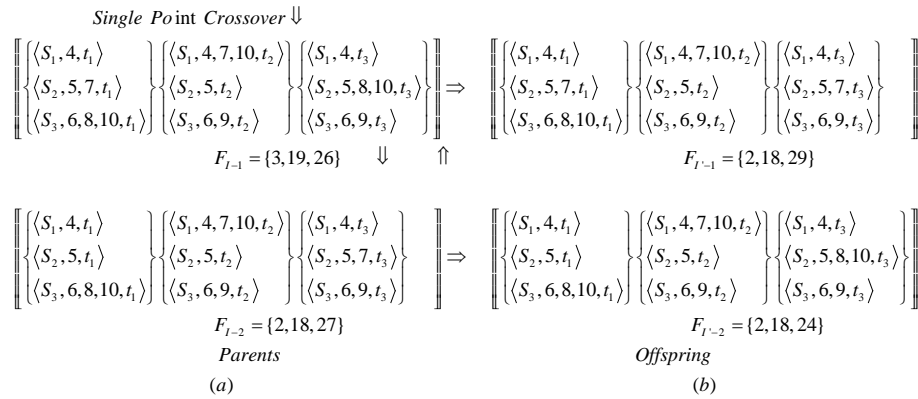 Single Point Crossover ⇓
[{⟨S₁,4,t₁⟩ {⟨S₁,4,7,10,t₂⟩ {⟨S₁,4,t₃⟩ [{⟨S₁,4,t₁⟩ {⟨S₁,4,7,10,t₂⟩ {⟨S₁,4,t₃⟩
⟨S₂,5,7,t₁⟩ ⟨S₂,5,t₂⟩ ⟨S₂,5,8,10,t₃⟩ ⇒ ⟨S₂,5,7,t₁⟩ ⟨S₂,5,t₂⟩ ⟨S₂,5,7,t₃⟩
⟨S₃,6,8,10,t₁⟩} ⟨S₃,6,9,t₂⟩} ⟨S₃,6,9,t₃⟩}] ⟨S₃,6,8,10,t₁⟩} ⟨S₃,6,9,t₂⟩} ⟨S₃,6,9,t₃⟩}]
F_{I-1} = {3,19,26} ⇓ ⇑ F_{I'-1} = {2,18,29}
[{⟨S₁,4,t₁⟩ {⟨S₁,4,7,10,t₂⟩ {⟨S₁,4,t₃⟩ [{⟨S₁,4,t₁⟩ {⟨S₁,4,7,10,t₂⟩ {⟨S₁,4,t₃⟩
⟨S₂,5,t₁⟩ ⟨S₂,5,t₂⟩ ⟨S₂,5,7,t₃⟩ ⇒ ⟨S₂,5,t₁⟩ ⟨S₂,5,t₂⟩ ⟨S₂,5,8,10,t₃⟩
⟨S₃,6,8,10,t₁⟩} ⟨S₃,6,9,t₂⟩} ⟨S₃,6,9,t₃⟩}] ⟨S₃,6,8,10,t₁⟩} ⟨S₃,6,9,t₂⟩} ⟨S₃,6,9,t₃⟩}]
F_{I-2} = {2,18,27} F_{I'-2} = {2,18,24}
Parents Offspring
(a) (b)